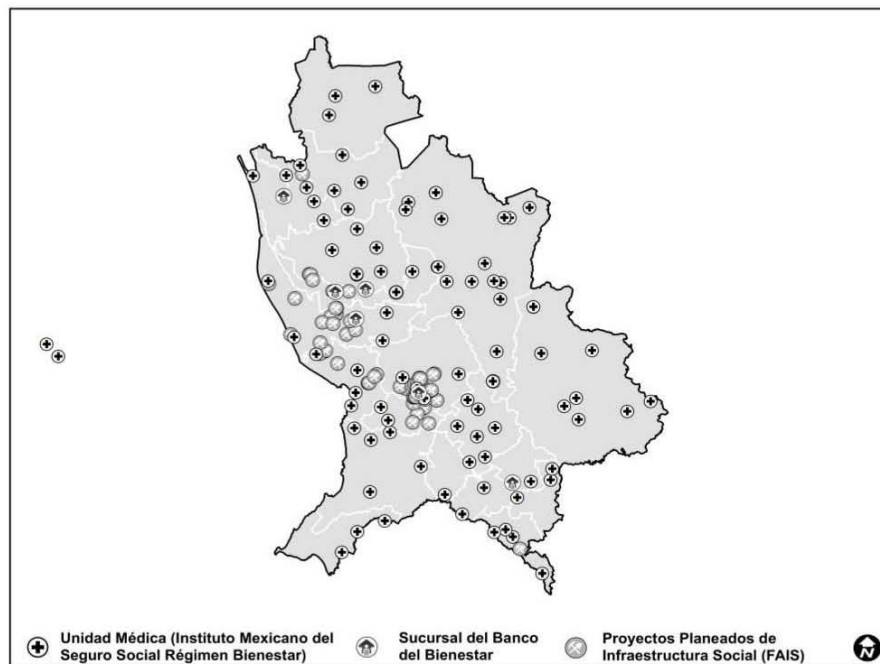 Unidad Médica (Instituto Mexicano del
Seguro Social Régimen Bienestar)
Sucursal del Banco
del Bienestar
Proyectos Planeados de
Infraestructura Social (FAIS)
N